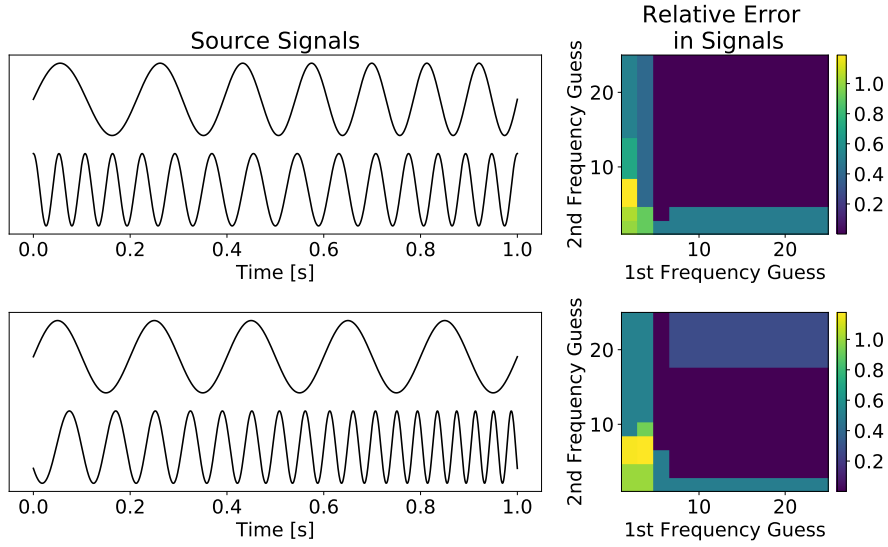 Source Signals
Relative Error
in Signals
2nd Frequency Guess
20
10
1.0
0.8
0.6
0.4
0.2
0.0 0.2 0.4 0.6 0.8 1.0
Time [s]
10 20
1st Frequency Guess
2nd Frequency Guess
20
10
1.0
0.8
0.6
0.4
0.2
0.0 0.2 0.4 0.6 0.8 1.0
Time [s]
10 20
1st Frequency Guess